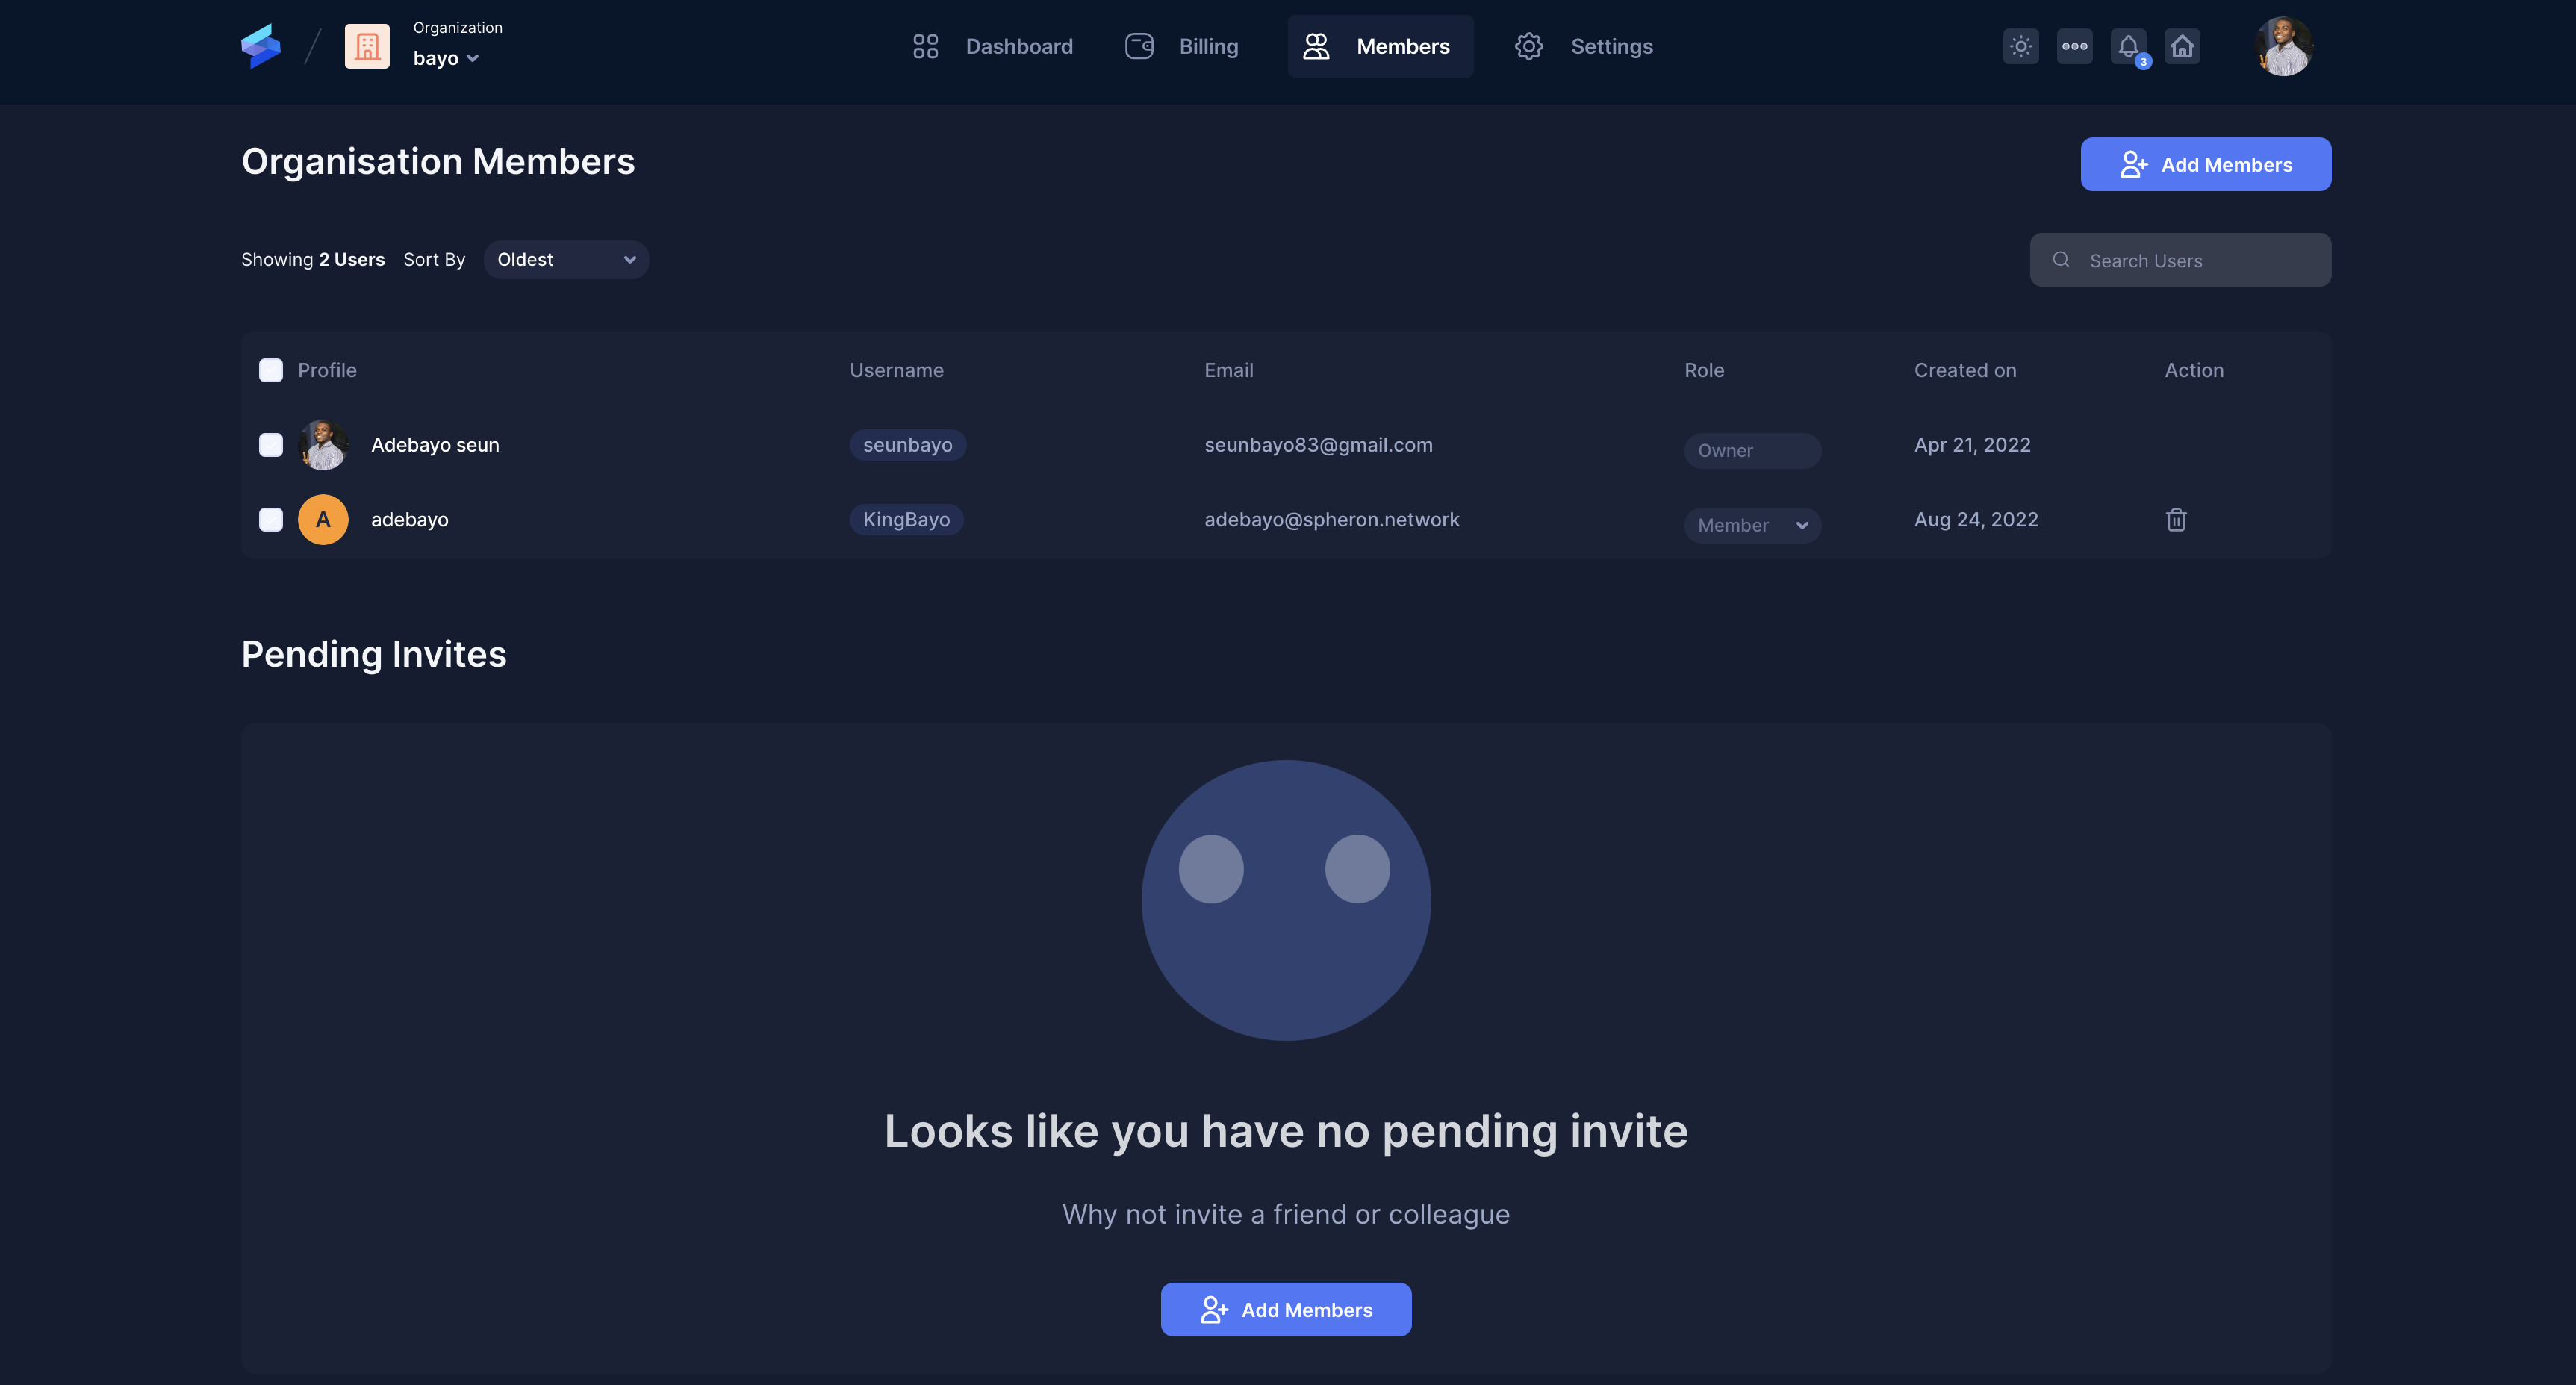 Organization
bayo
Dashboard
Billing
Members
Settings
3
Organisation Members
Add Members
Showing 2 Users Sort By Oldest
Search Users
Profile Username Email Role Created on Action
Adebayo seun seunbayo seunbayo83@gmail.com Owner Apr 21, 2022
A adebayo KingBayo adebayo@spheron.network Member Aug 24, 2022
Pending Invites
Looks like you have no pending invite
Why not invite a friend or colleague
Add Members